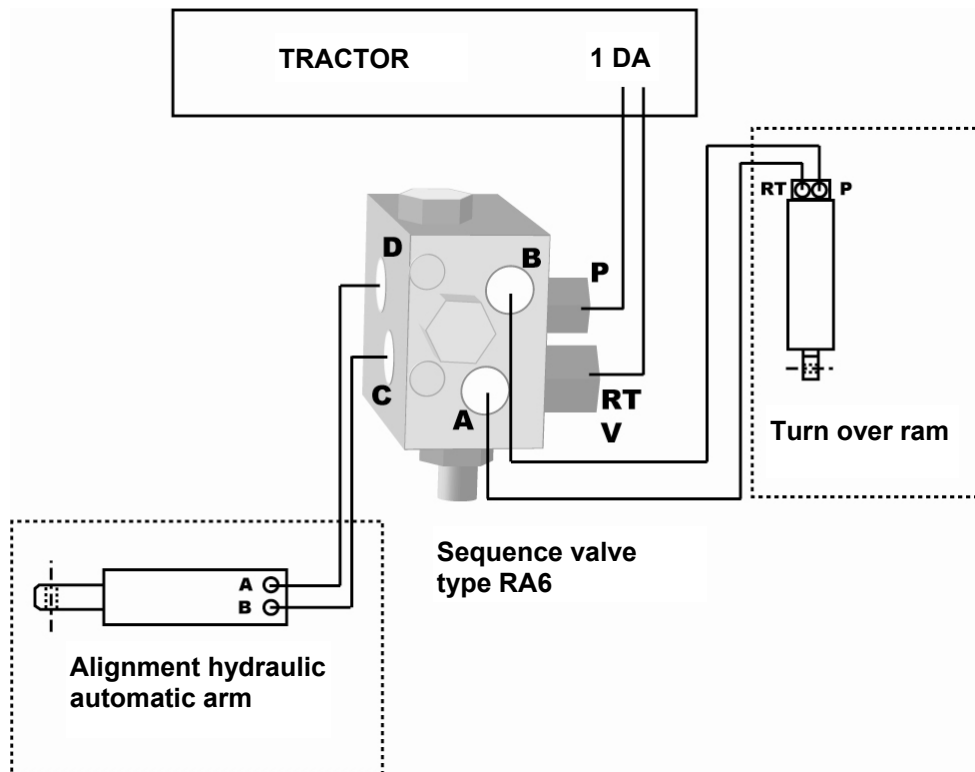 TRACTOR 1 DA
RT P
D
B P
C
A RT
V
Turn over ram
Sequence valve
type RA6
A
B
Alignment hydraulic
automatic arm